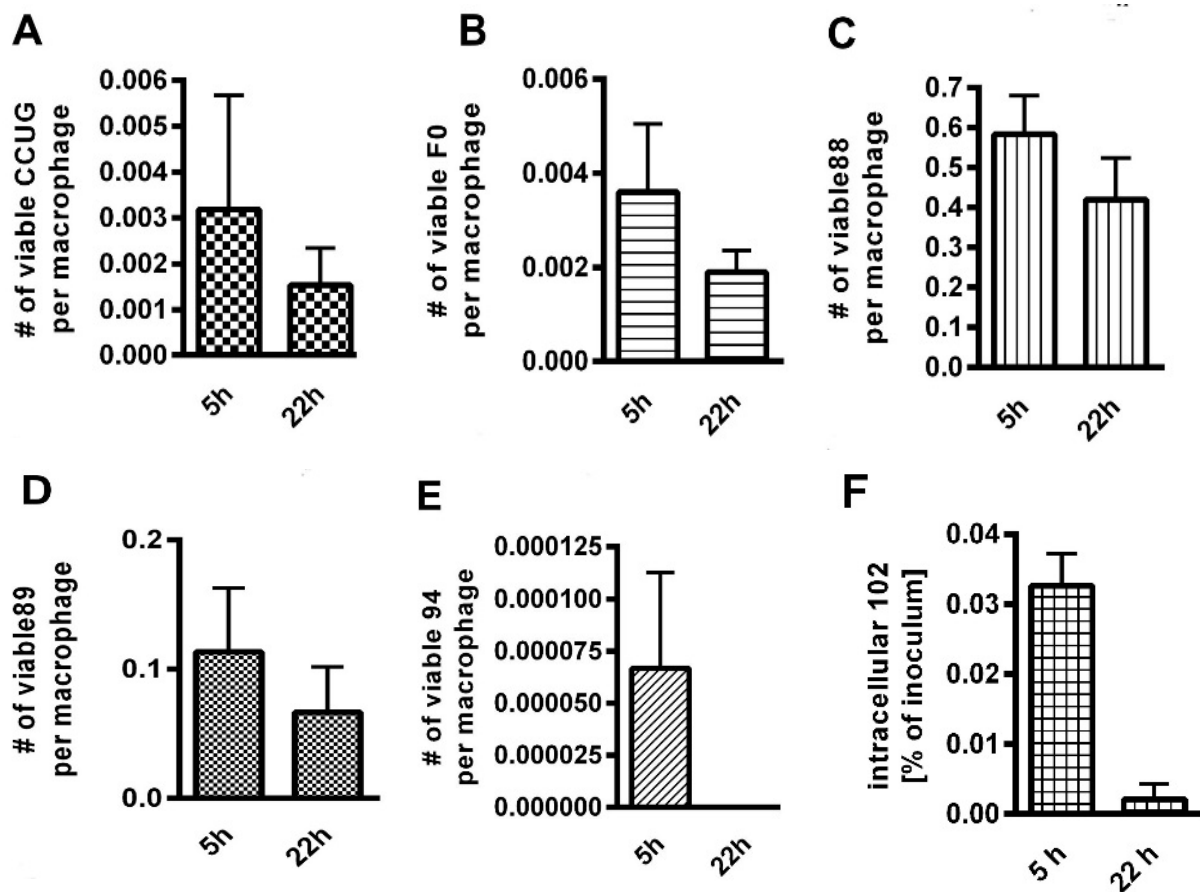 A
# of viable CCUG
per macrophage
0.006
0.005
0.004
0.003
0.002
0.001
0.000
5h
22h
B
# of viable F0
per macrophage
0.006
0.004
0.002
0.000
5h
22h
C
# of viable88
per macrophage
0.7
0.6
0.5
0.4
0.3
0.2
0.1
0.0
5h
22h
D
# of viable89
per macrophage
0.2
0.1
0.0
5h
22h
E
# of viable 94
per macrophage
0.000125
0.000100
0.000075
0.000050
0.000025
0.000000
5h
22h
F
intracellular 102
[% of inoculum]
0.04
0.03
0.02
0.01
0.00
5 h
22 h